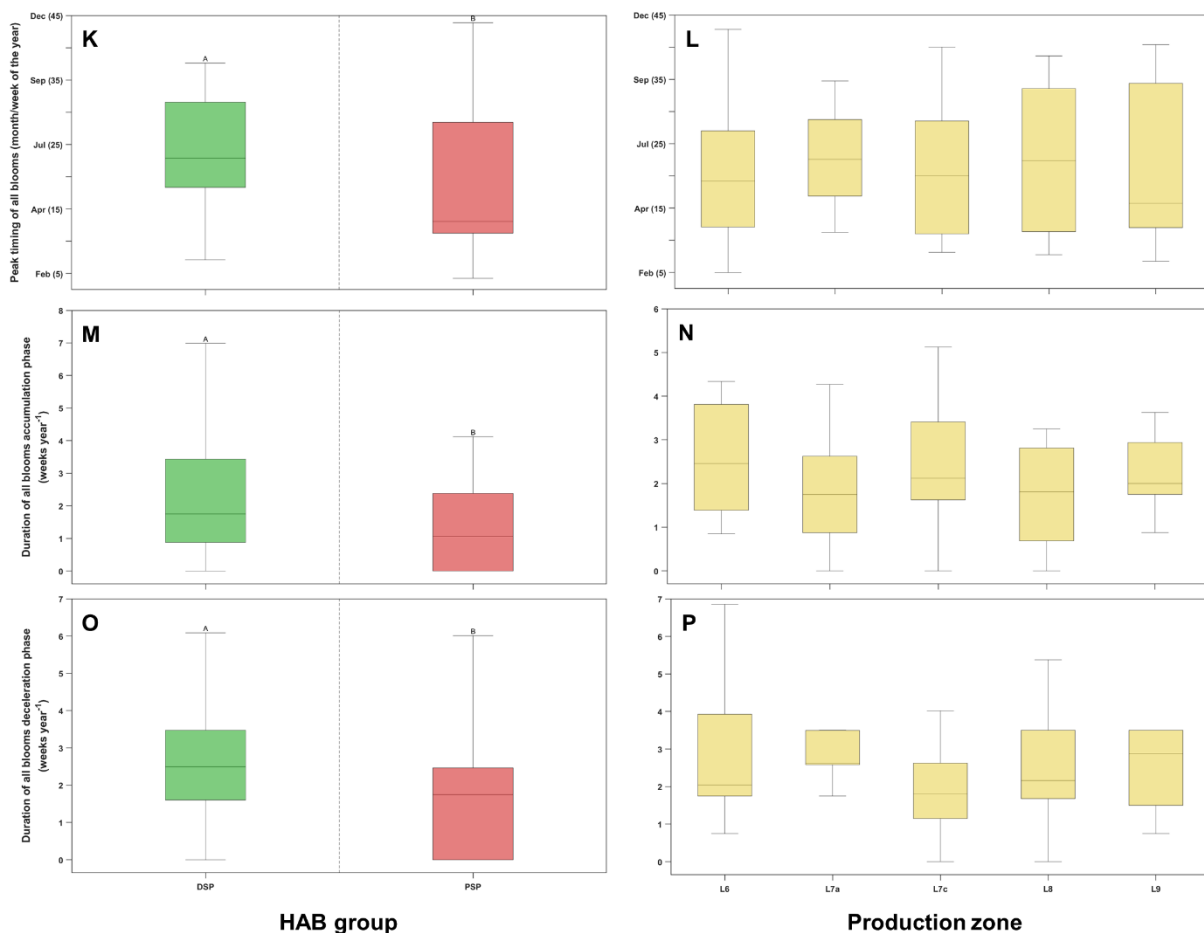 K
Peak timing of all blooms (month/week of the year)
Dec (45)
Sep (35)
Jul (25)
Apr (15)
Feb (5)
A
B
L
Dec (45)
Sep (35)
Jul (25)
Apr (15)
Feb (5)
M
Duration of all blooms accumulation phase
(weeks year-1)
8
7
6
5
4
3
2
1
0
A
B
N
6
5
4
3
2
1
0
O
Duration of all blooms deceleration phase
(weeks year-1)
7
6
5
4
3
2
1
0
A
B
DSP
PSP
HAB group
P
7
6
5
4
3
2
1
0
L6
L7a
L7c
L8
L9
Production zone